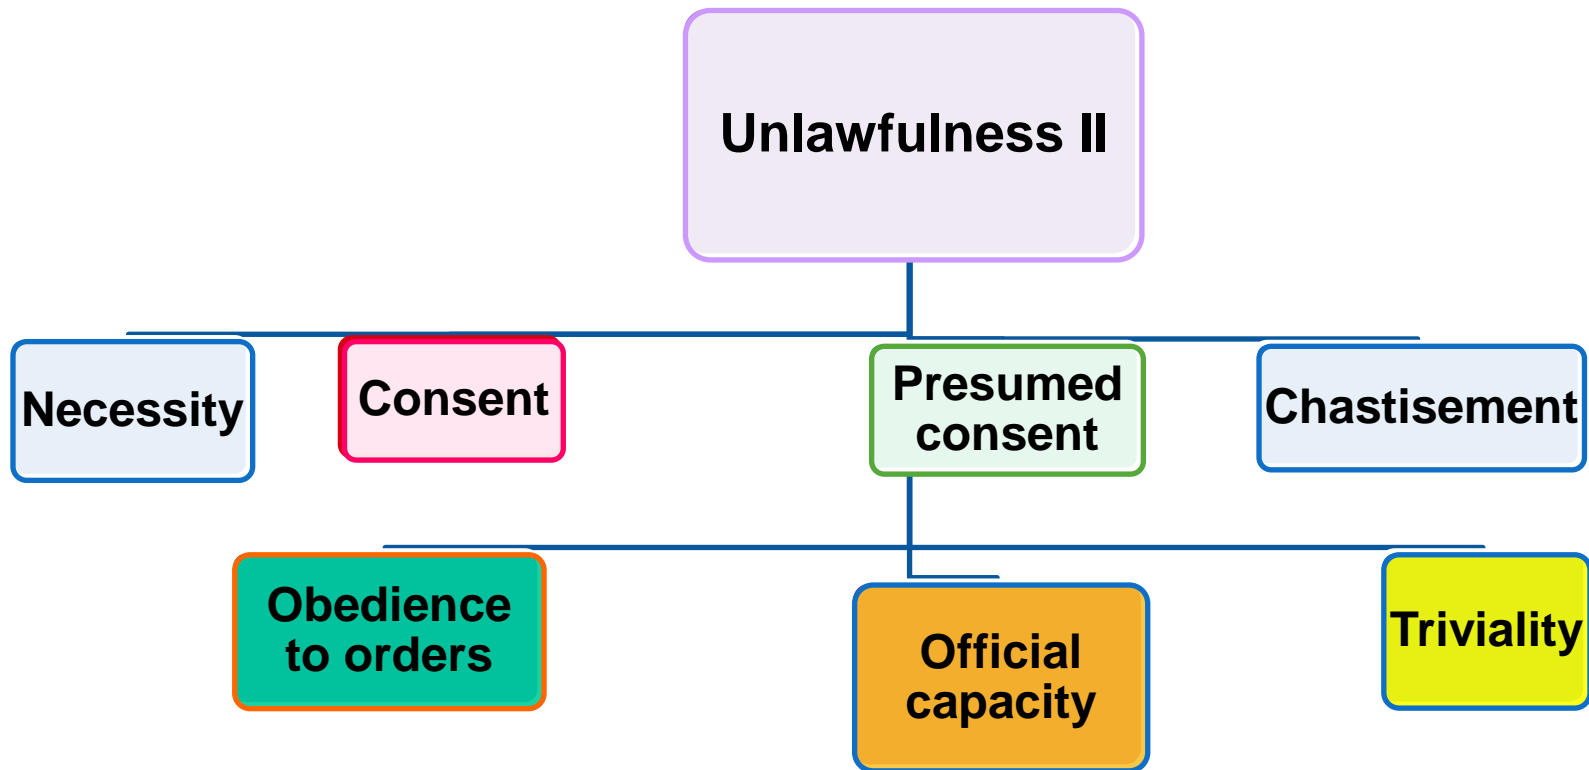 Unlawfulness II
Necessity
Consent
Presumed
consent
Chastisement
Obedience
to orders
Official
capacity
Triviality